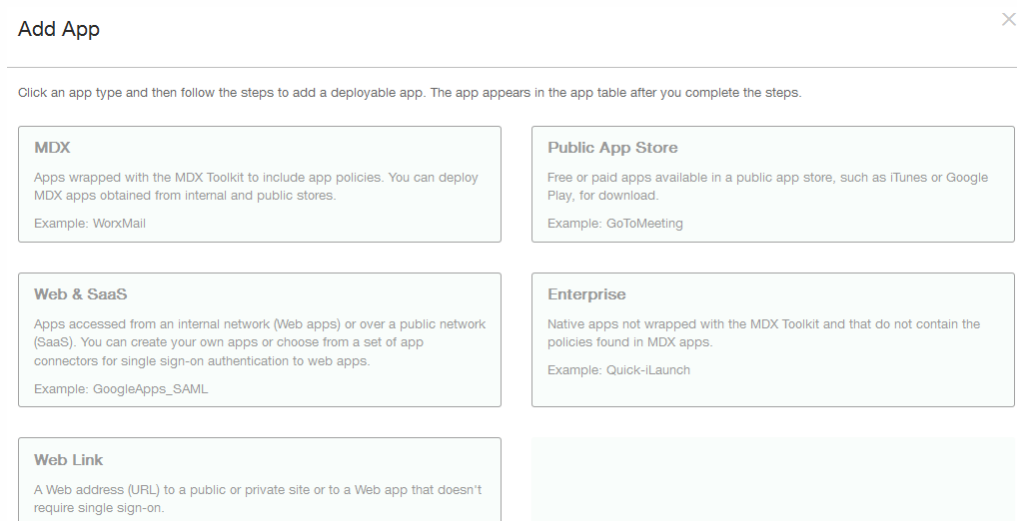 Add App
Click an app type and then follow the steps to add a deployable app. The app appears in the app table after you complete the steps.
MDX
Apps wrapped with the MDX Toolkit to include app policies. You can deploy
MDX apps obtained from internal and public stores.
Example: WorxMail
Public App Store
Free or paid apps available in a public app store, such as iTunes or Google
Play, for download.
Example: GoToMeeting
Web & SaaS
Apps accessed from an internal network (Web apps) or over a public network
(SaaS). You can create your own apps or choose from a set of app
connectors for single sign-on authentication to web apps.
Example: GoogleApps_SAML
Enterprise
Native apps not wrapped with the MDX Toolkit and that do not contain the
policies found in MDX apps.
Example: Quick-iLaunch
Web Link
A Web address (URL) to a public or private site or to a Web app that doesn't
require single sign-on.